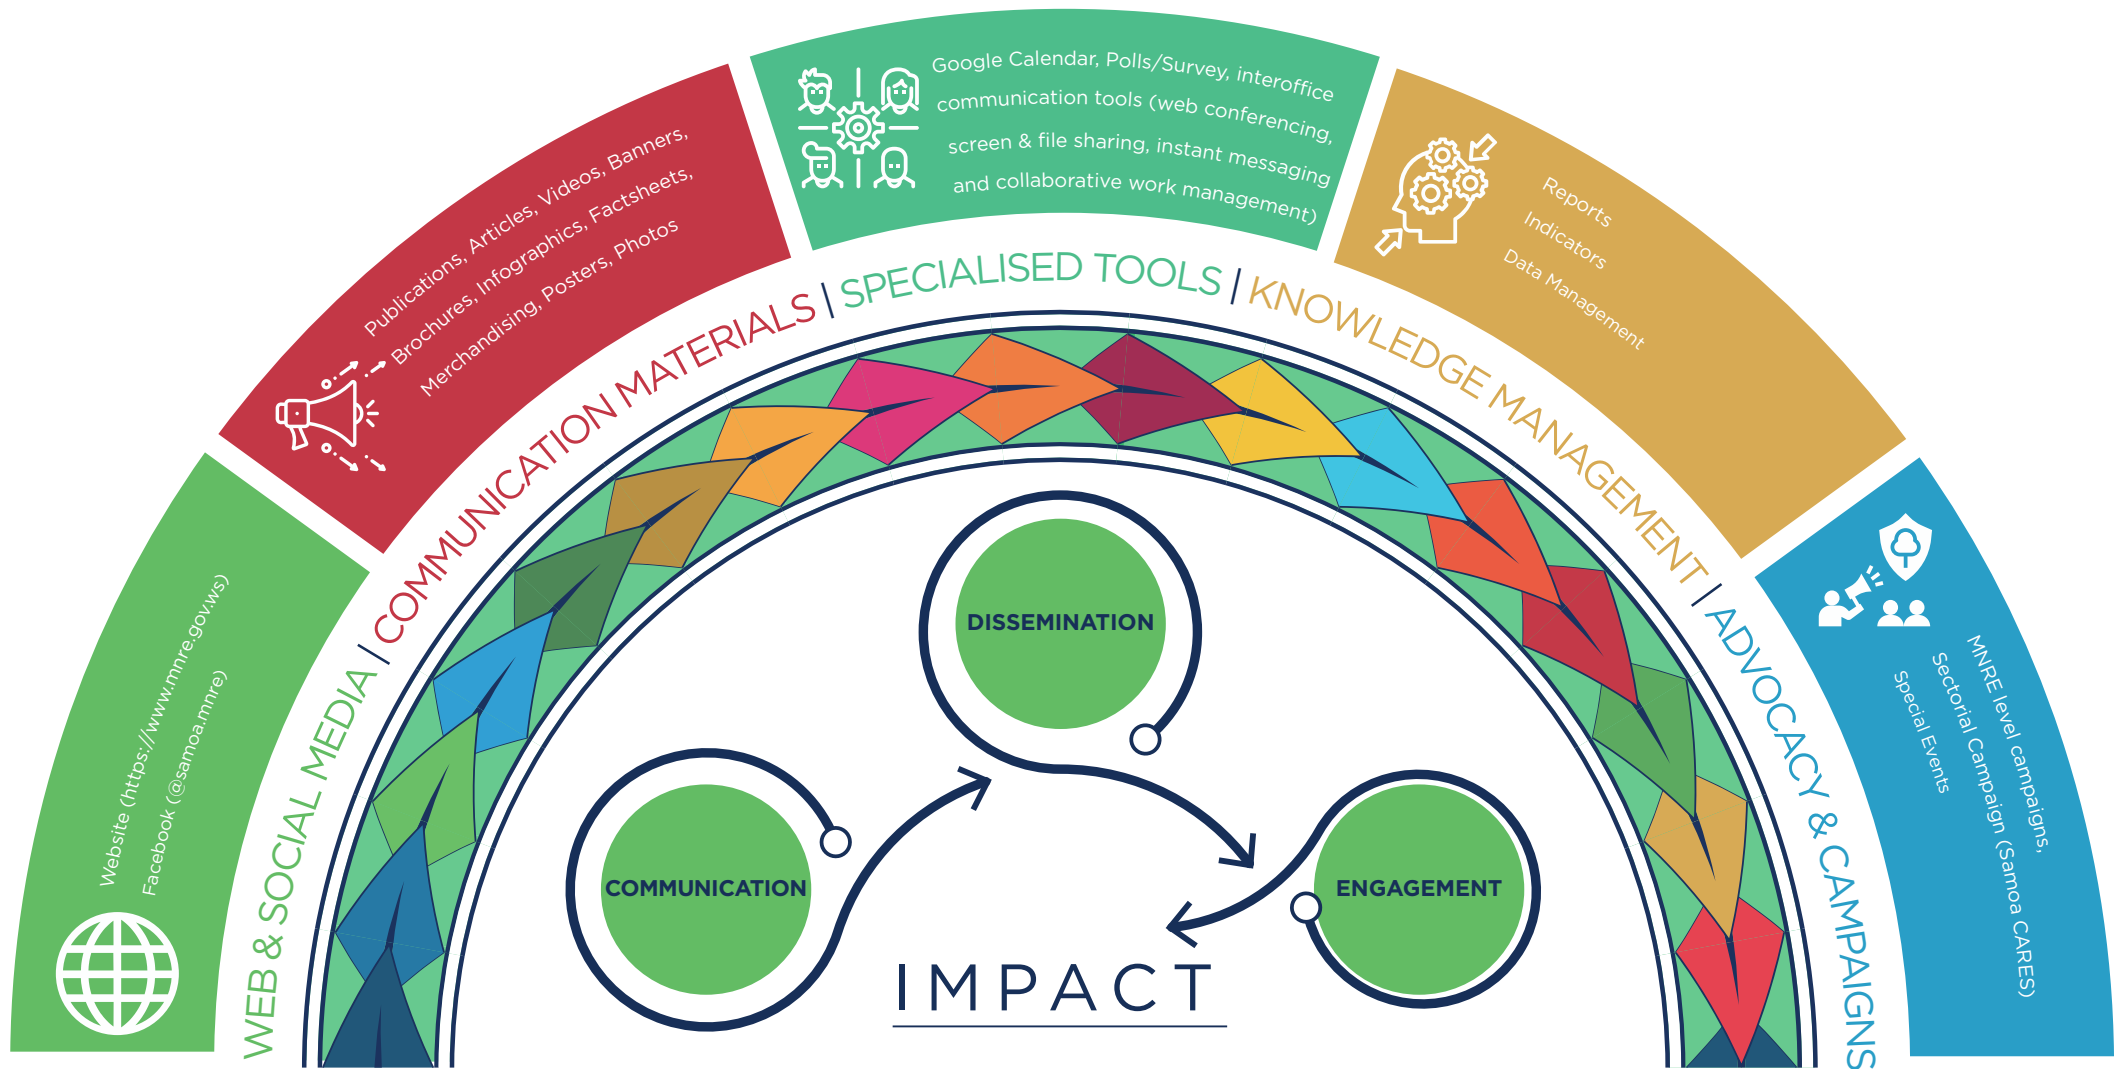 Website (https://www.mnre.gov.ws)
Facebook (@samoa.mnre)
Publications, Articles, Videos, Banners,
Brochures, Infographics, Factsheets,
Merchandising, Posters, Photos
Google Calendar, Polls/Survey, interoffice
communication tools (web conferencing,
screen & file sharing, instant messaging
and collaborative work management)
Reports
Indicators
Data Management
MNRE level campaigns,
Sectorial Campaign (Samoa CARES)
Special Events
WEB & SOCIAL MEDIA | COMMUNICATION MATERIALS | SPECIALISED TOOLS | KNOWLEDGE MANAGEMENT | ADVOCACY & CAMPAIGNS
DISSEMINATION
COMMUNICATION
ENGAGEMENT
IMPACT